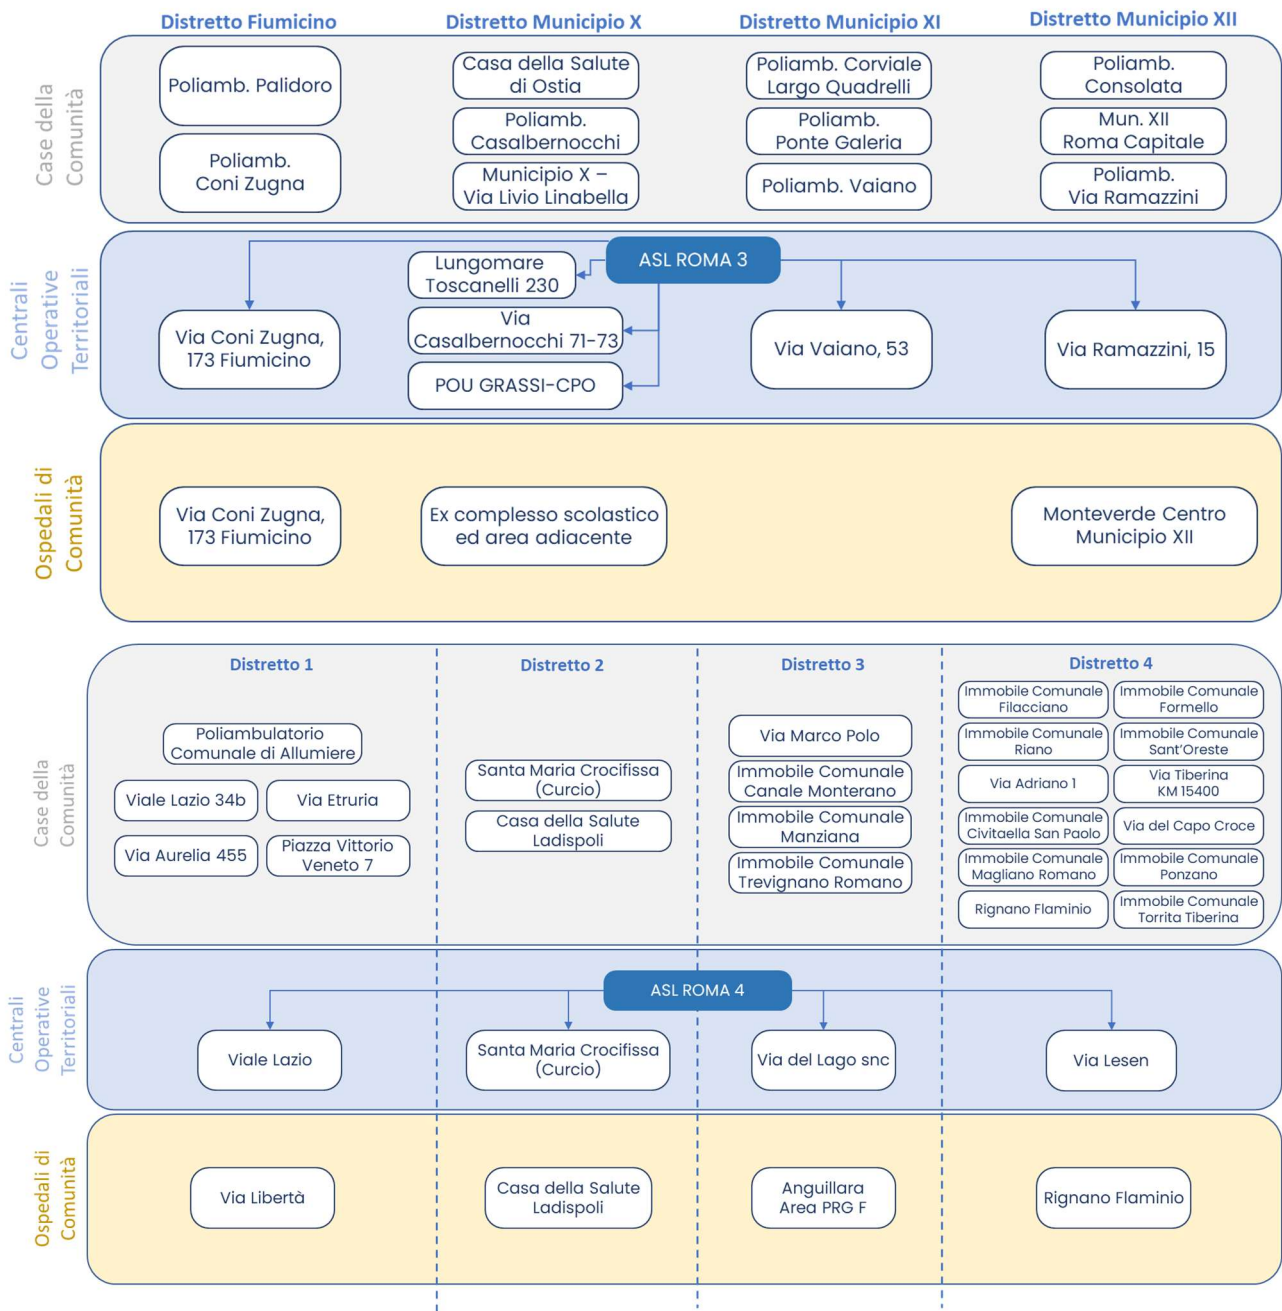 Distretto Fiumicino
Distretto Municipio X
Distretto Municipio XI
Distretto Municipio XII
Case della
Comunità
Poliamb. Palidoro
Poliamb.
Coni Zugna
Casa della Salute
di Ostia
Poliamb.
Casalbernocchi
Municipio X –
Via Livio Linabella
Poliamb. Corviale
Largo Quadrelli
Poliamb.
Ponte Galeria
Poliamb. Vaiano
Poliamb.
Consolata
Mun. XII
Roma Capitale
Poliamb.
Via Ramazzini
Centrali
Operative
Territoriali
ASL ROMA 3
Via Coni Zugna,
173 Fiumicino
Lungomare
Toscanelli 230
Via
Casalbernocchi 71-73
POU GRASSI-CPO
Via Vaiano, 53
Via Ramazzini, 15
Ospedali di
Comunità
Via Coni Zugna,
173 Fiumicino
Ex complesso scolastico
ed area adiacente
Monteverde Centro
Municipio XII
Distretto 1
Distretto 2
Distretto 3
Distretto 4
Case della
Comunità
Poliambulatorio
Comunale di Allumiere
Viale Lazio 34b
Via Etruria
Via Aurelia 455
Piazza Vittorio
Veneto 7
Santa Maria Crocifissa
(Curcio)
Casa della Salute
Ladispoli
Via Marco Polo
Immobile Comunale
Canale Monterano
Immobile Comunale
Manziana
Immobile Comunale
Trevignano Romano
Immobile Comunale
Filacciano
Immobile Comunale
Formello
Immobile Comunale
Riano
Immobile Comunale
Sant'Oreste
Via Adriano 1
Via Tiberina
KM 15400
Immobile Comunale
Civitaella San Paolo
Via del Capo Croce
Immobile Comunale
Magliano Romano
Immobile Comunale
Ponzano
Rignano Flaminio
Immobile Comunale
Torrita Tiberina
Centrali
Operative
Territoriali
ASL ROMA 4
Viale Lazio
Santa Maria Crocifissa
(Curcio)
Via del Lago snc
Via Lesen
Ospedali di
Comunità
Via Libertà
Casa della Salute
Ladispoli
Anguillara
Area PRG F
Rignano Flaminio